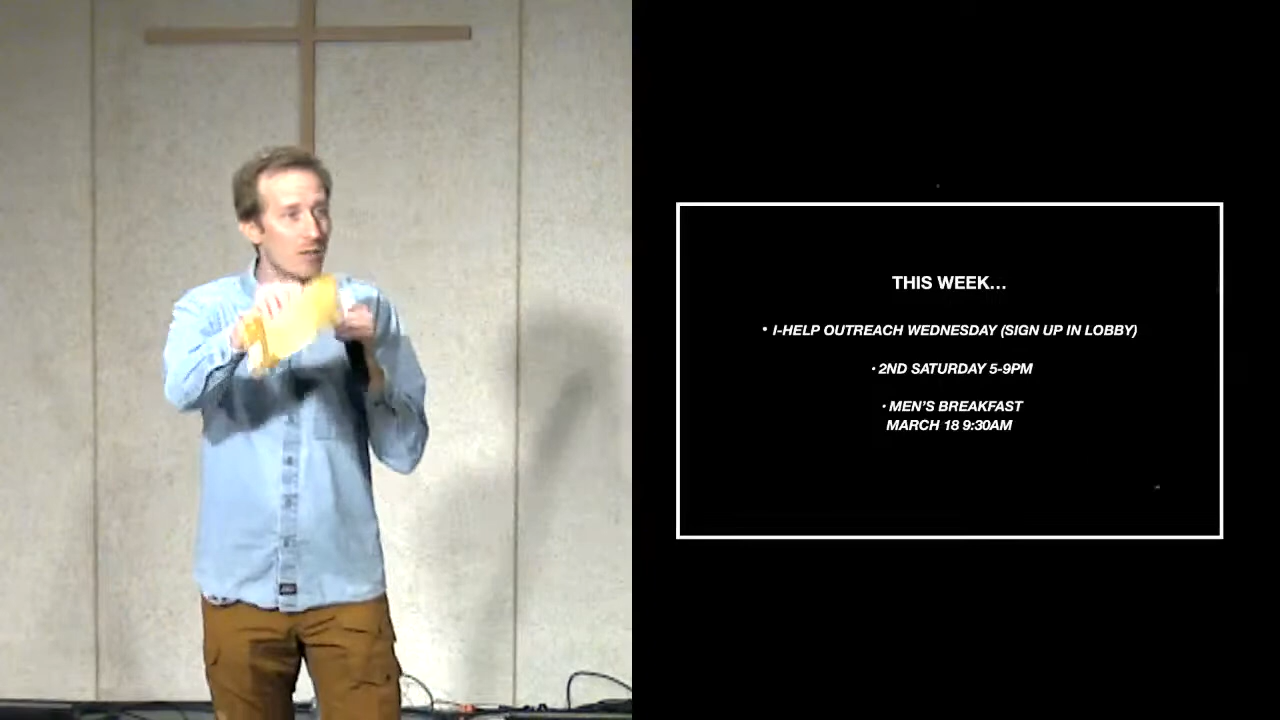 THIS WEEK…
• I-HELP OUTREACH WEDNESDAY (SIGN UP IN LOBBY)
• 2ND SATURDAY 5-9PM
• MEN’S BREAKFAST
MARCH 18 9:30AM